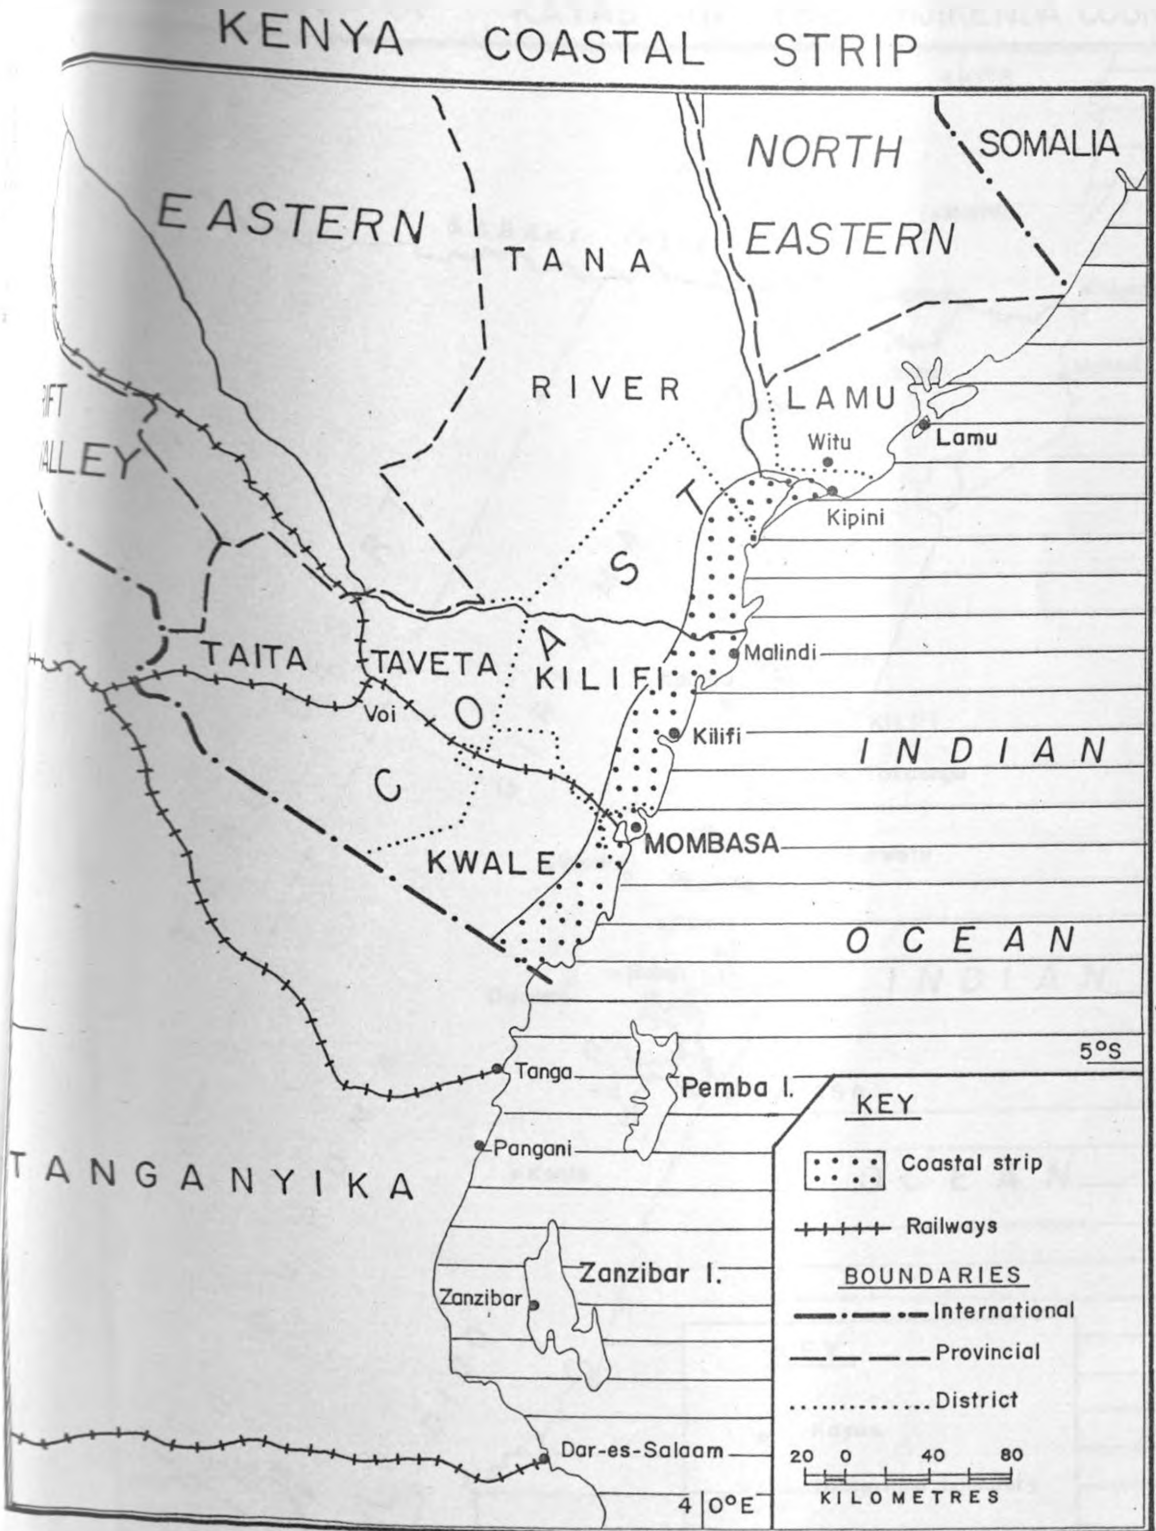 KENYA COASTAL STRIP
NORTH
EASTERN
SOMALIA
EASTERN
TANA
RIVER
LAMU
Witu
Lamu
Kipini
VALLEY
COAST
TAITA TAVETA
KILIFI
Malindi
Voi
Kilifi
INDIAN
OCEAN
KWALE
MOMBASA
5°S
Tanga
Pemba I.
Pangani
TANGANYIKA
Zanzibar I.
Zanzibar
Dar-es-Salaam
4|0°E
KEY
Coastal strip
Railways
BOUNDARIES
International
Provincial
District
20 0 40 80
KILOMETRES